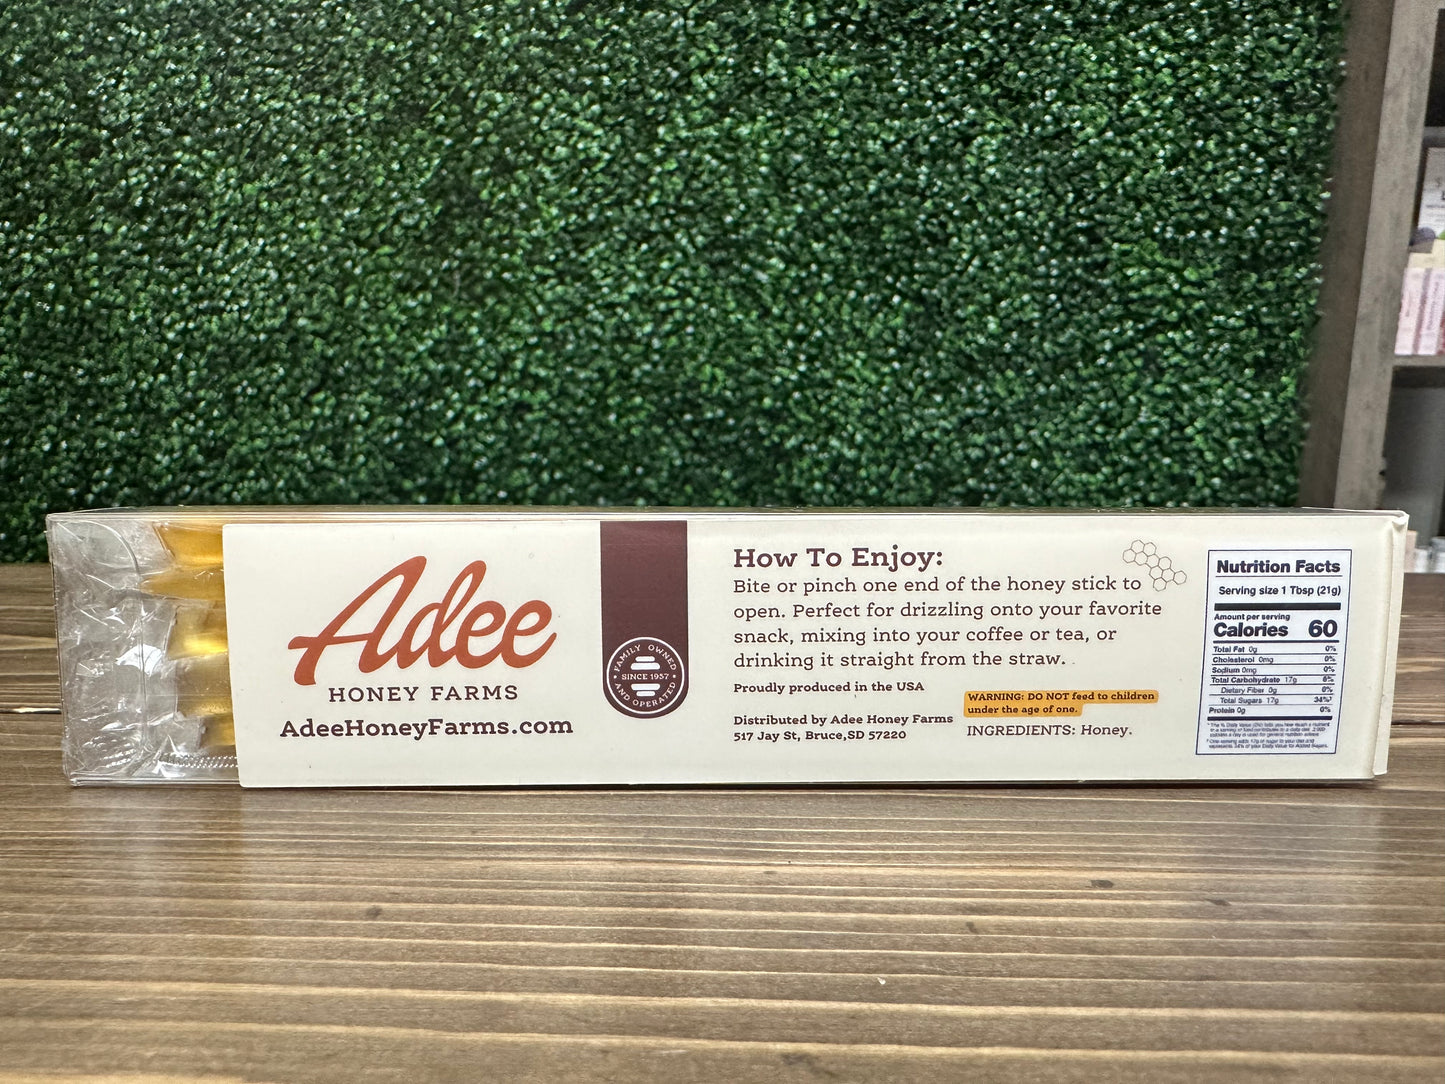 Adee
HONEY FARMS
AdeeHoneyFarms.com
FAMILY OWNED
SINCE 1957
AND OPERATED
How To Enjoy:
Bite or pinch one end of the honey stick to
open. Perfect for drizzling onto your favorite
snack, mixing into your coffee or tea, or
drinking it straight from the straw.
Proudly produced in the USA
Distributed by Adee Honey Farms
517 Jay St, Bruce,SD 57220
WARNING: DO NOT feed to children
under the age of one.
INGREDIENTS: Honey.
Nutrition Facts
Serving size 1 Tbsp (21g)
Amount per serving
Calories 60
Total Fat 0g 0%
Cholesterol 0mg 0%
Sodium 0mg 0%
Total Carbohydrate 17g 6%
Dietary Fiber 0g 0%
Total Sugars 17g 34%
Protein 0g 0%